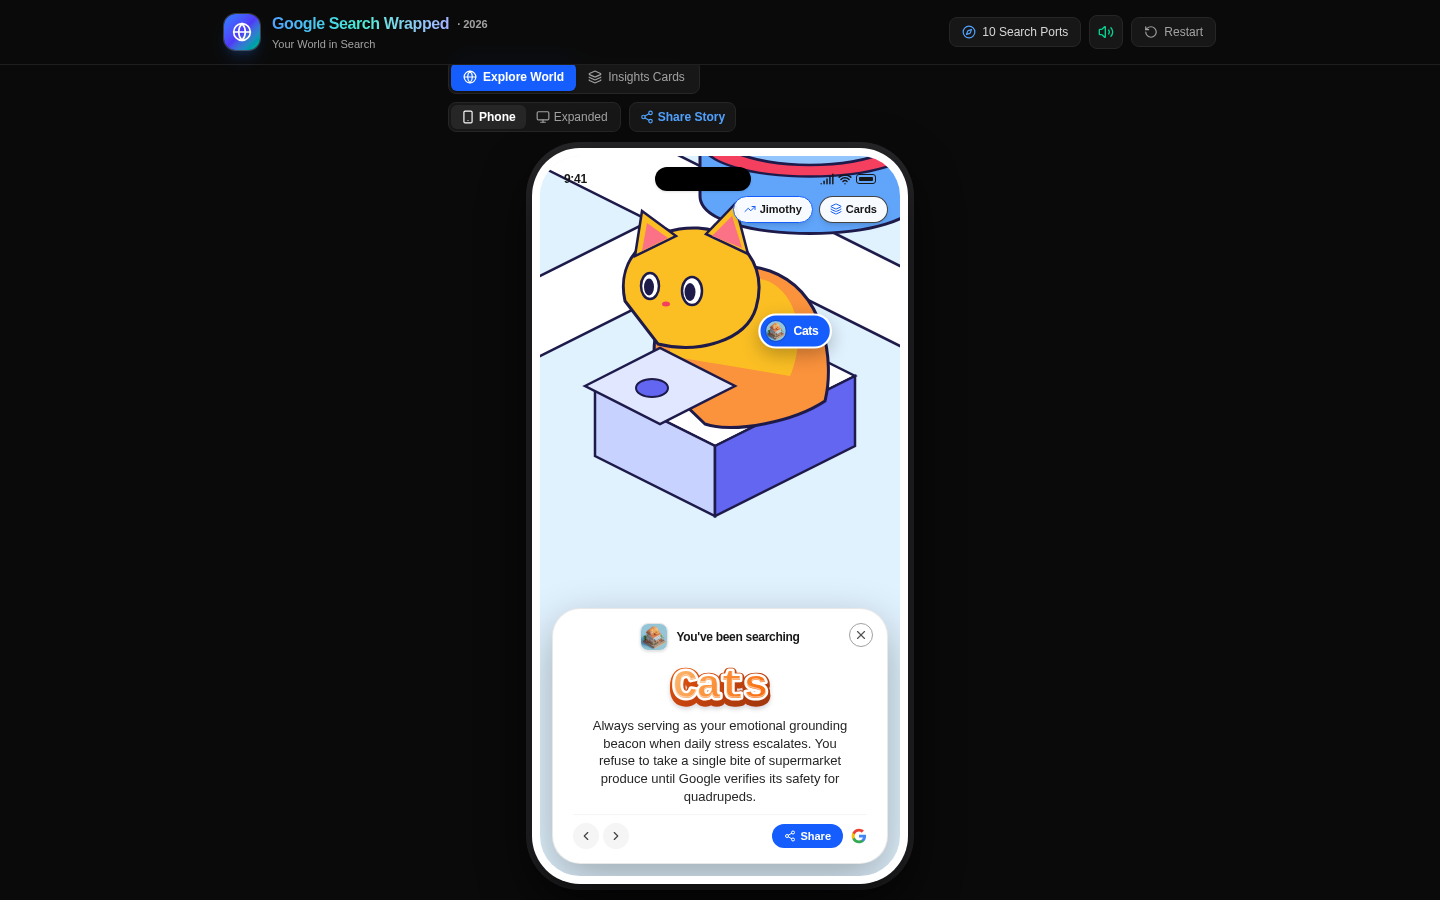 Google Search Wrapped · 2026
Your World in Search
10 Search Ports
Restart
Explore World
Insights Cards
Phone
Expanded
Share Story
9:41
Jimothy
Cards
Cats
You've been searching
Cats
Always serving as your emotional grounding
beacon when daily stress escalates. You
refuse to take a single bite of supermarket
produce until Google verifies its safety for
quadrupeds.
Share